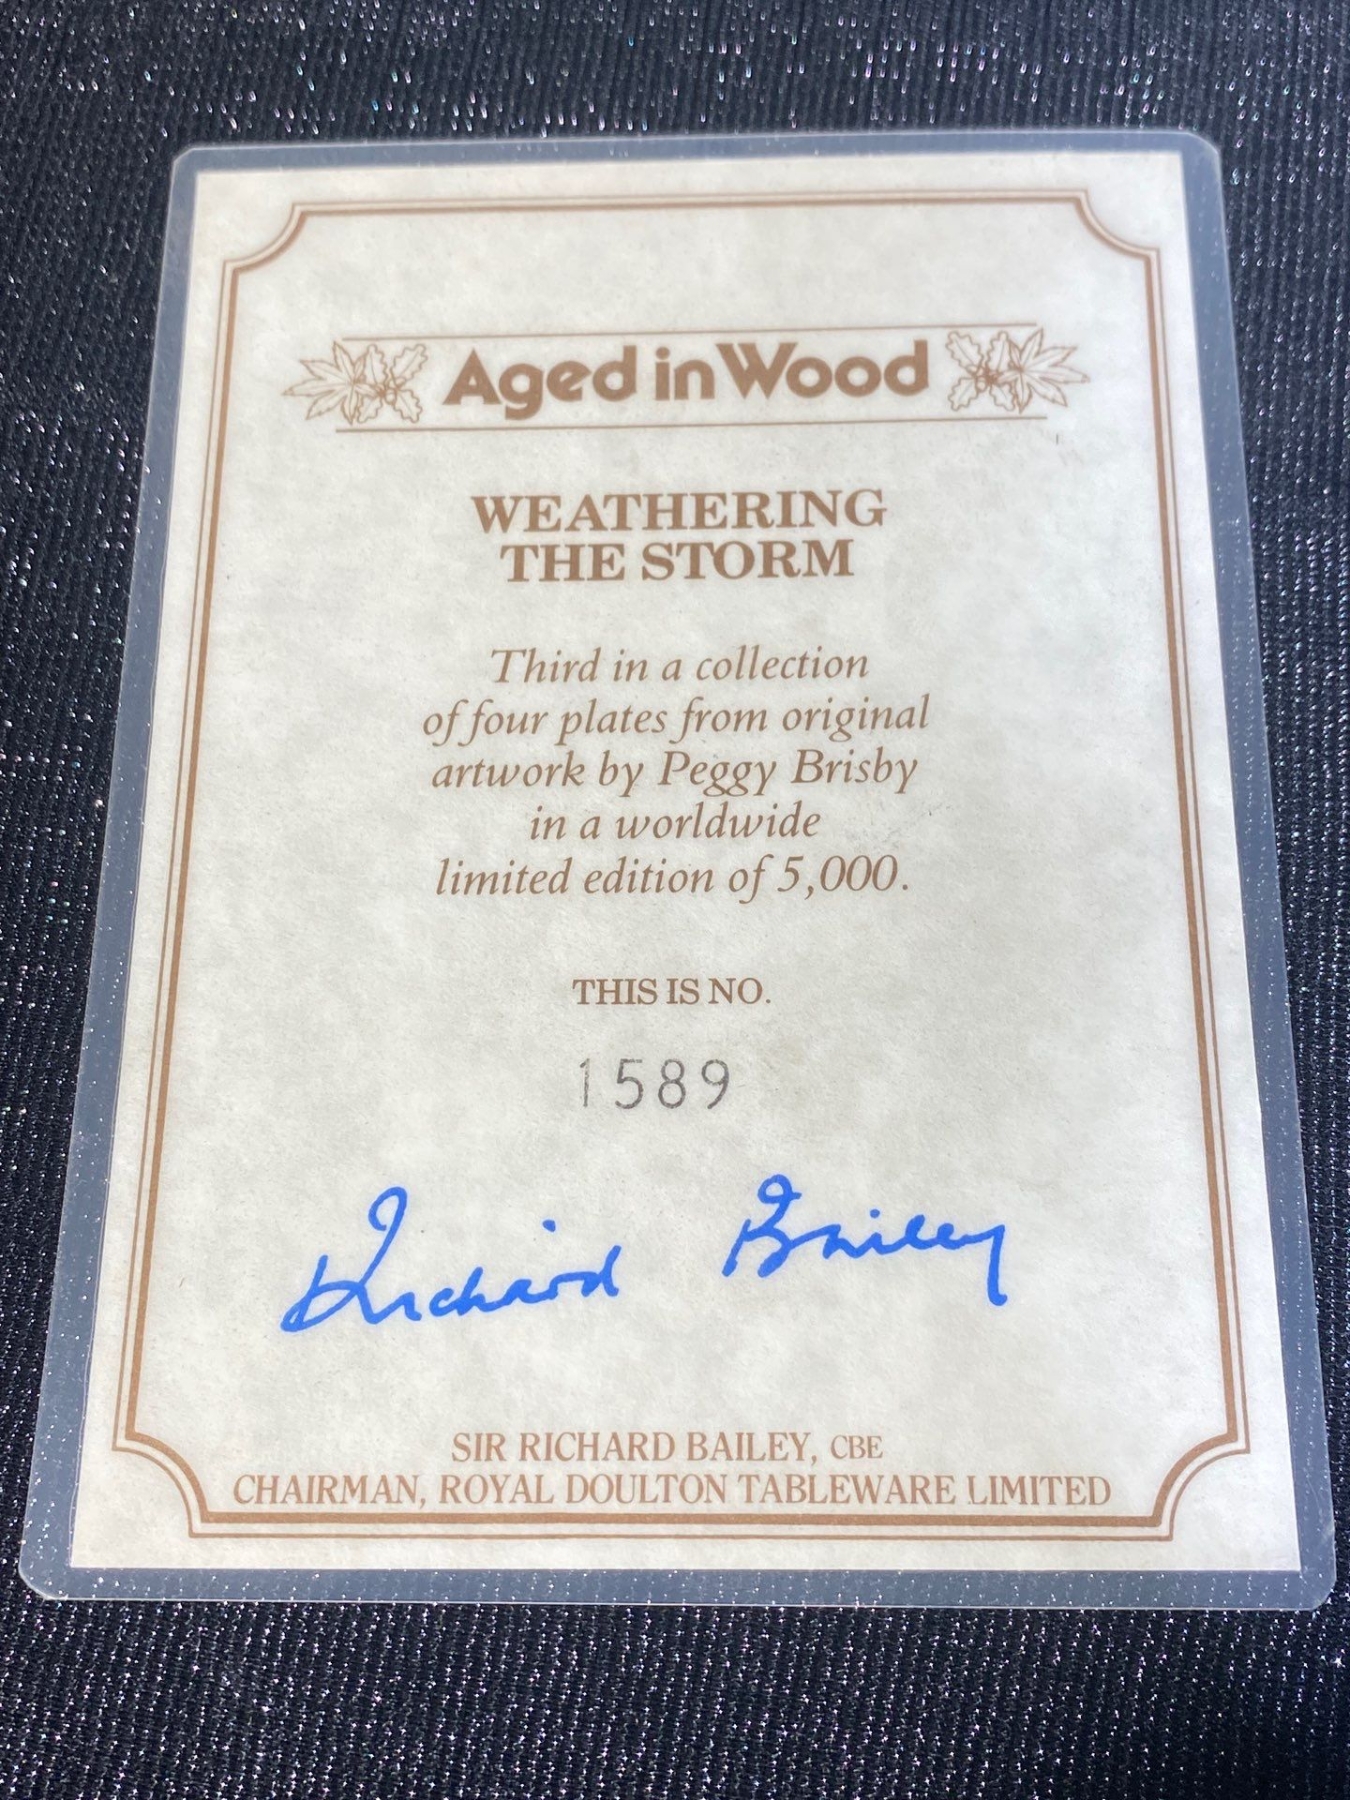 Aged in Wood
WEATHERING
THE STORM
Third in a collection
of four plates from original
artwork by Peggy Brisby
in a worldwide
limited edition of 5,000.
THIS IS NO.
1589
Richard Bailey
SIR RICHARD BAILEY, CBE
CHAIRMAN, ROYAL DOULTON TABLEWARE LIMITED